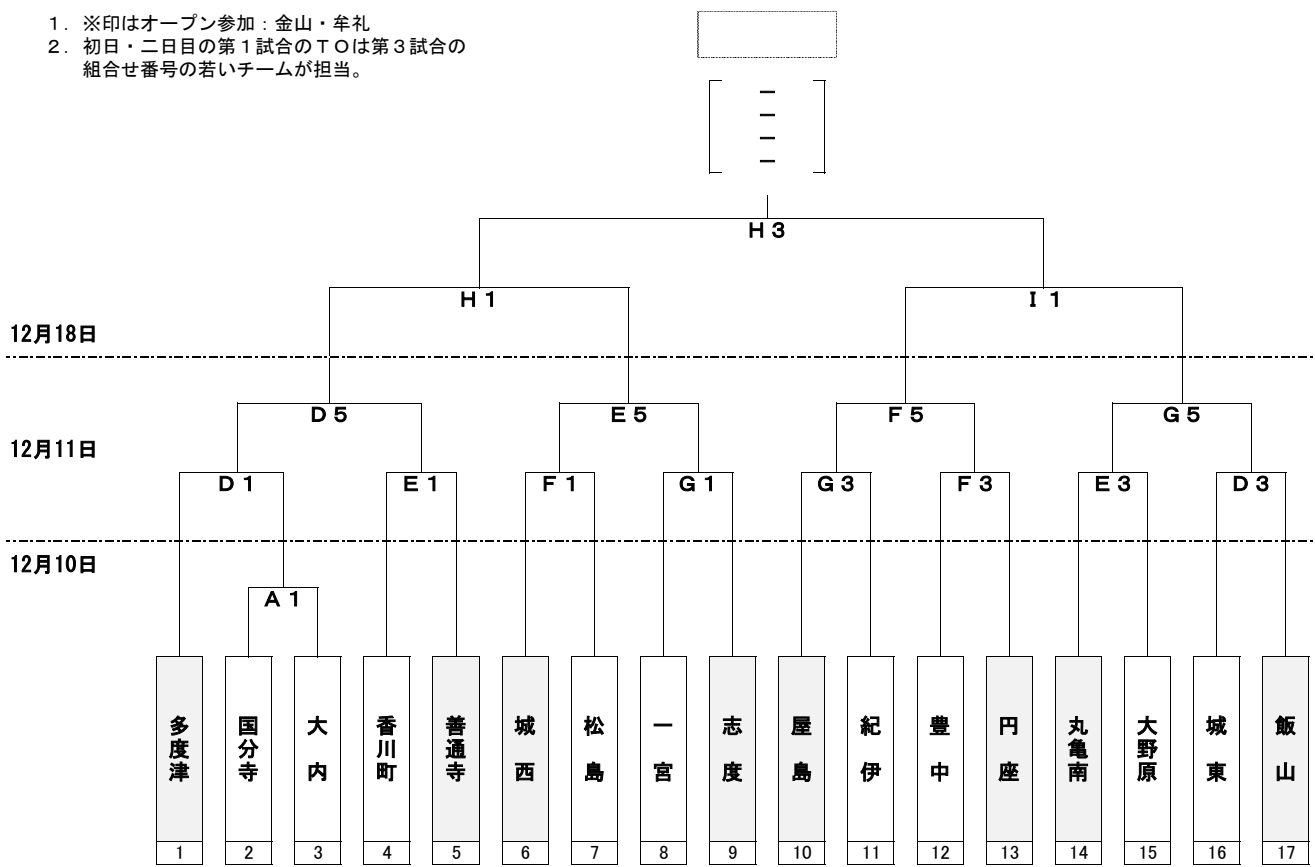 1．※印はオープン参加：金山・牟礼
2．初日・二日目の第１試合のＴＯは第３試合の
組合せ番号の若いチームが担当。
－
－
－
－
Ｈ３
Ｈ１
Ｉ１
12月18日
Ｄ５
Ｅ５
Ｆ５
Ｇ５
12月11日
Ｄ１
Ｅ１
Ｆ１
Ｇ１
Ｇ３
Ｆ３
Ｅ３
Ｄ３
12月10日
Ａ１
多度津
国分寺
大内
香川町
善通寺
城西
松島
一宮
志度
屋島
紀伊
豊中
円座
丸亀南
大野原
城東
飯山
1
2
3
4
5
6
7
8
9
10
11
12
13
14
15
16
17